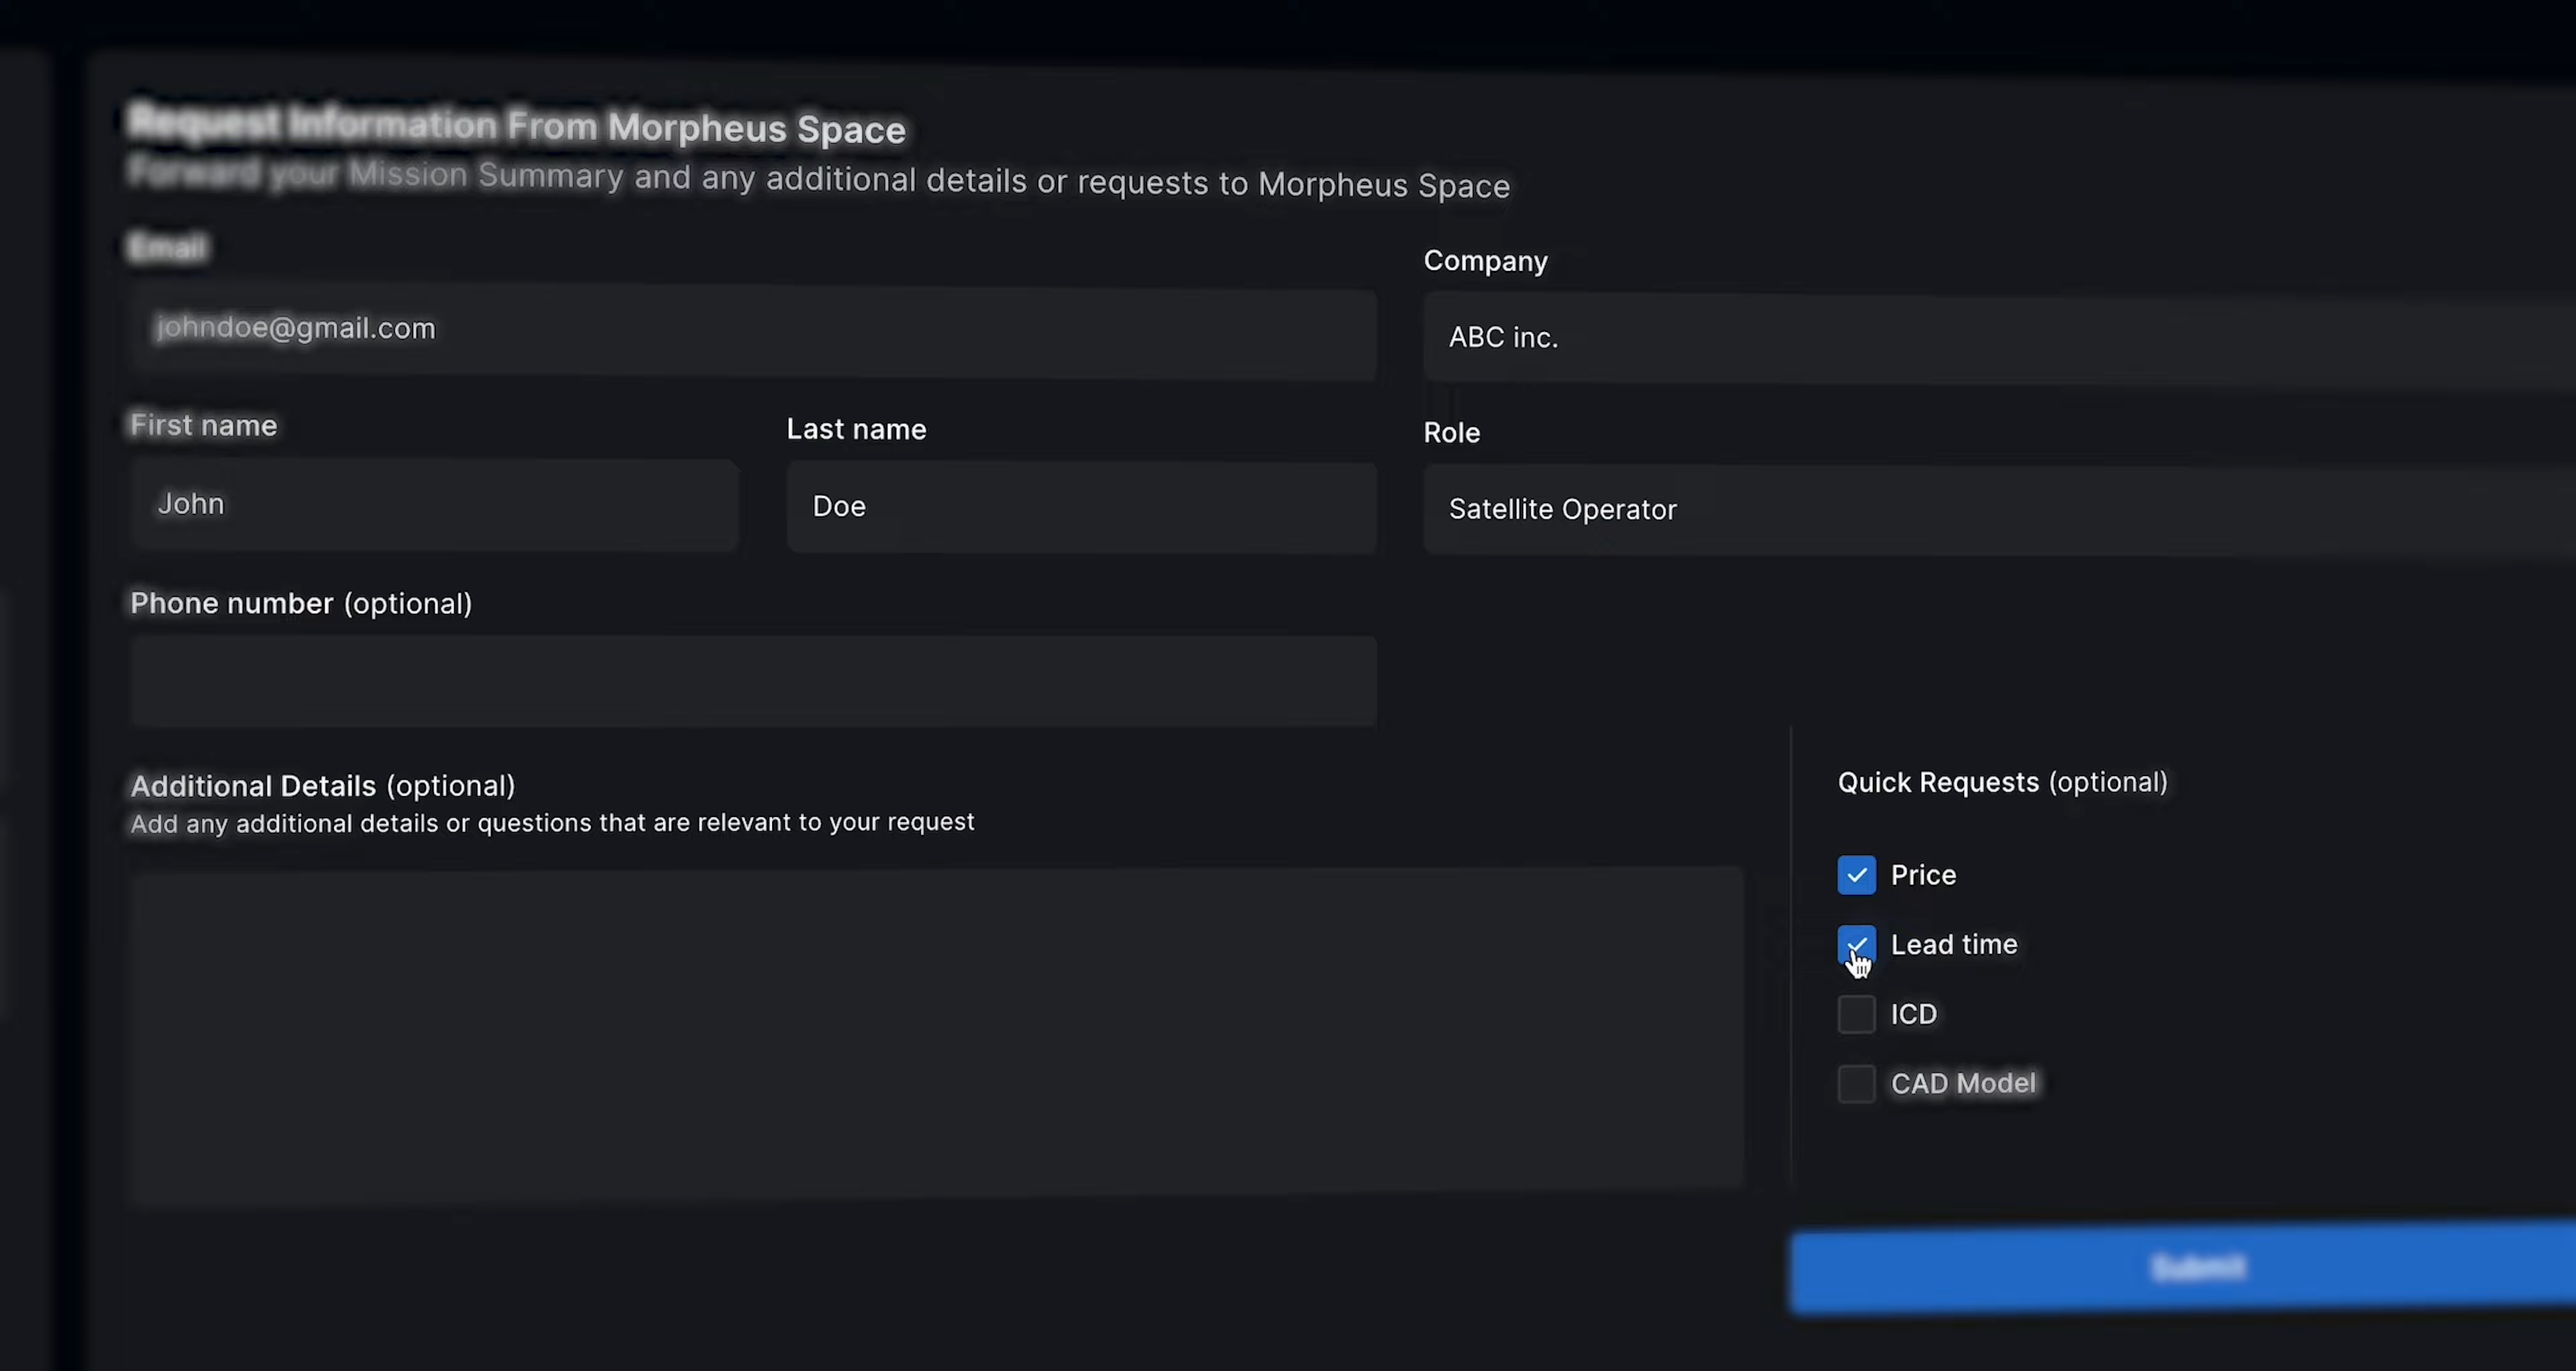 Request Information From Morpheus Space
Forward your Mission Summary and any additional details or requests to Morpheus Space
Email
johndoe@gmail.com
Company
ABC inc.
First name
John
Last name
Doe
Role
Satellite Operator
Phone number (optional)
Additional Details (optional)
Add any additional details or questions that are relevant to your request
Quick Requests (optional)
Price
Lead time
ICD
CAD Model
Submit